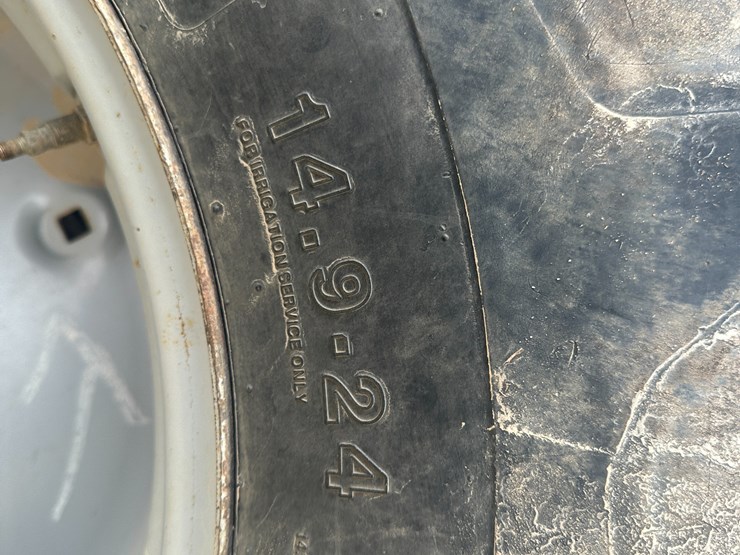 14.9-24
FOR IRRIGATION SERVICE ONLY